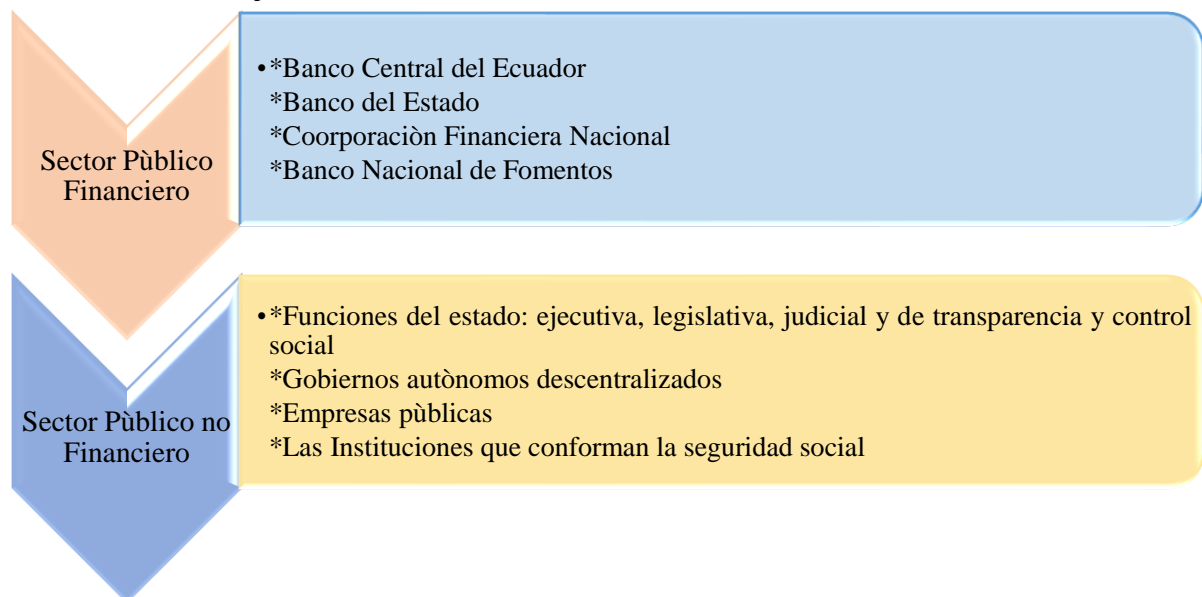 Sector Pùblico
Financiero
•*Banco Central del Ecuador
*Banco del Estado
*Coorporaciòn Financiera Nacional
*Banco Nacional de Fomentos
Sector Pùblico no
Financiero
•*Funciones del estado: ejecutiva, legislativa, judicial y de transparencia y control
social
*Gobiernos autònomos descentralizados
*Empresas pùblicas
*Las Instituciones que conforman la seguridad social